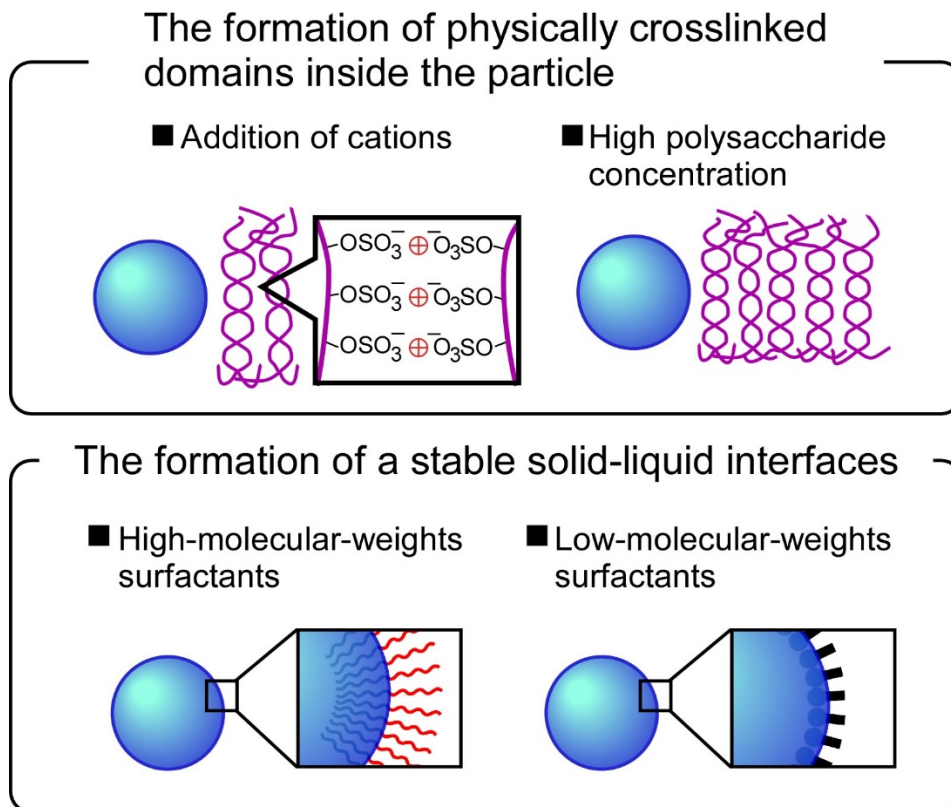 The formation of physically crosslinked
domains inside the particle
■ Addition of cations
■ High polysaccharide
concentration
OSO₃⁻ ⊕ ⁻O₃SO
OSO₃⁻ ⊕ ⁻O₃SO
OSO₃⁻ ⊕ ⁻O₃SO
The formation of a stable solid-liquid interfaces
■ High-molecular-weights
surfactants
■ Low-molecular-weights
surfactants